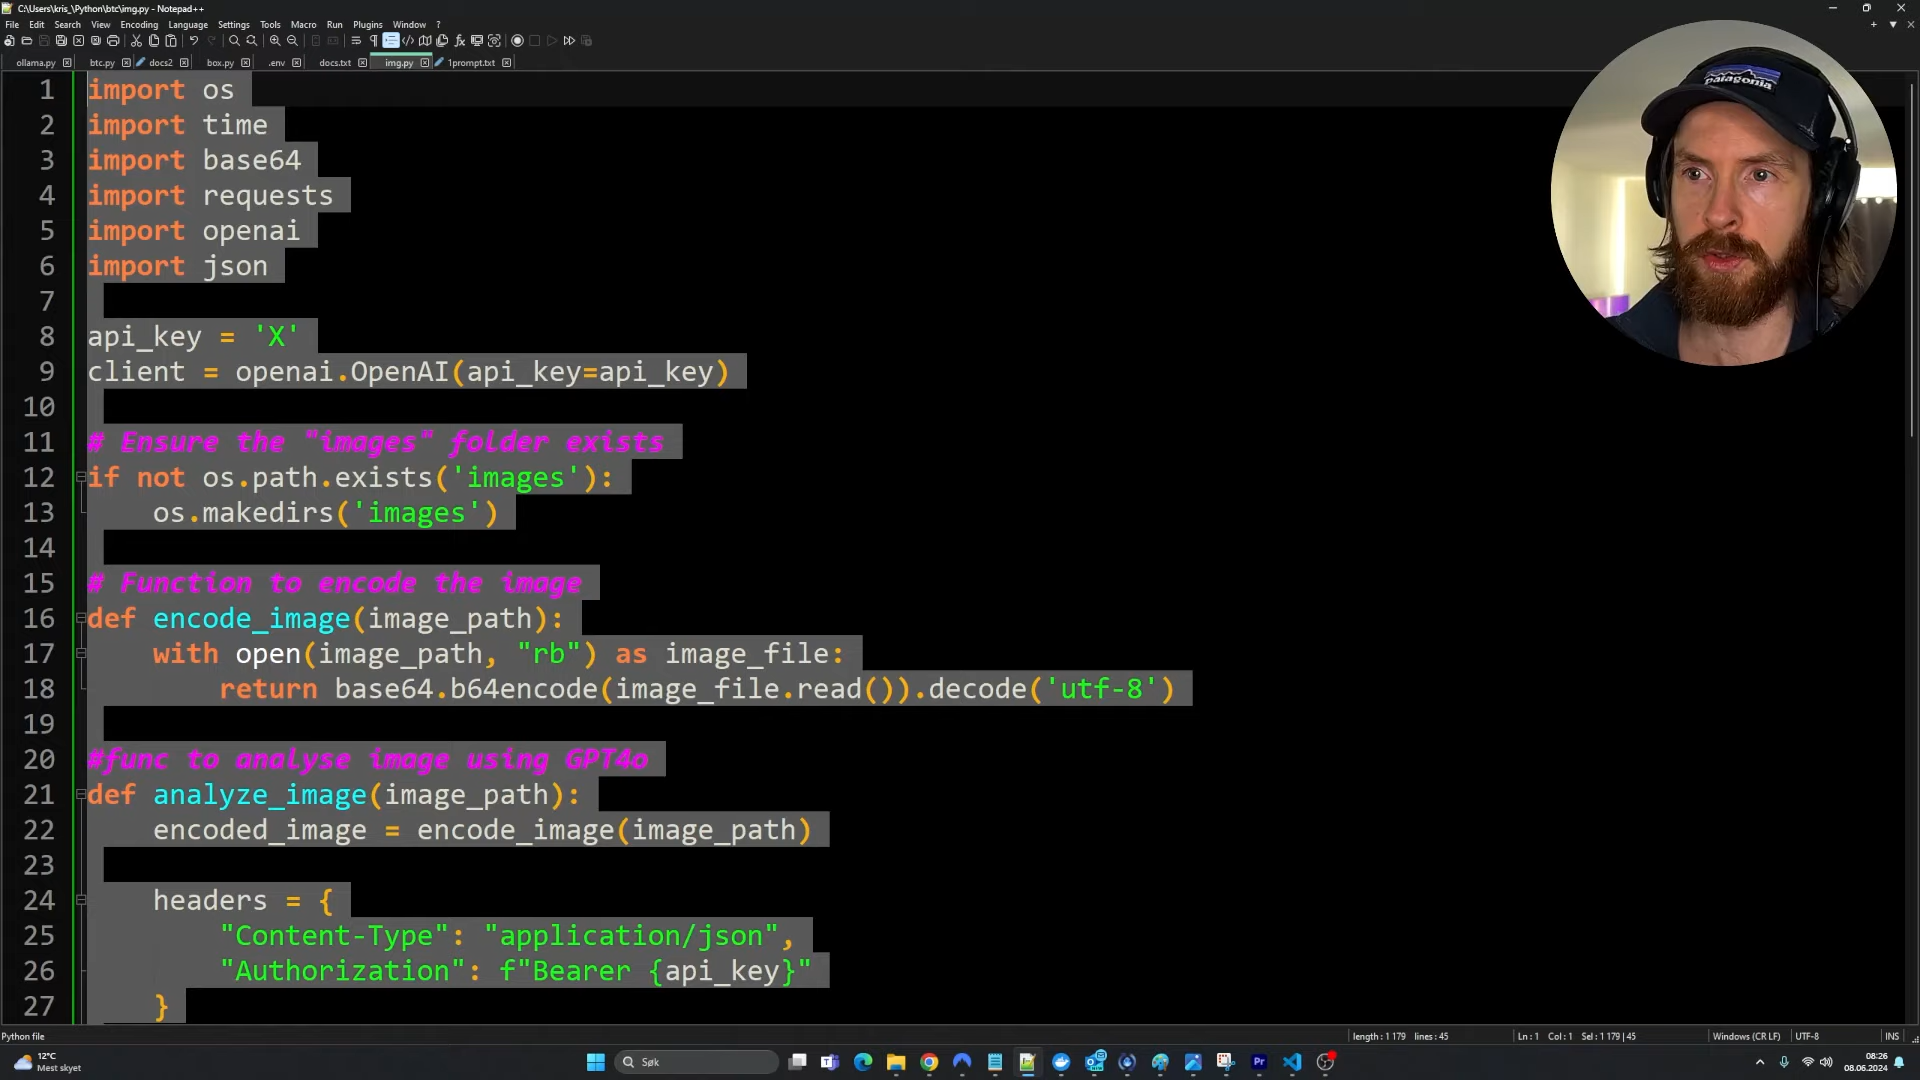 C:\Users\kris_\Python\btc\img.py - Notepad++
File Edit Search View Encoding Language Settings Tools Macro Run Plugins Window ?
ollama.py btc.py docs2 box.py .env docs.txt img.py 1prompt.txt
patagonia
1 import os
2 import time
3 import base64
4 import requests
5 import openai
6 import json
7
8 api_key = 'X'
9 client = openai.OpenAI(api_key=api_key)
10
11 # Ensure the "images" folder exists
12 if not os.path.exists('images'):
13 os.makedirs('images')
14
15 # Function to encode the image
16 def encode_image(image_path):
17 with open(image_path, "rb") as image_file:
18 return base64.b64encode(image_file.read()).decode('utf-8')
19
20 #func to analyse image using GPT4o
21 def analyze_image(image_path):
22 encoded_image = encode_image(image_path)
23
24 headers = {
25 "Content-Type": "application/json",
26 "Authorization": f"Bearer {api_key}"
27 }
Python file length : 1 179 lines : 45 Ln : 1 Col : 1 Sel : 1 179 | 45 Windows (CR LF) UTF-8 INS
12°C
Mest skyet
Søk
08:26
08.06.2024